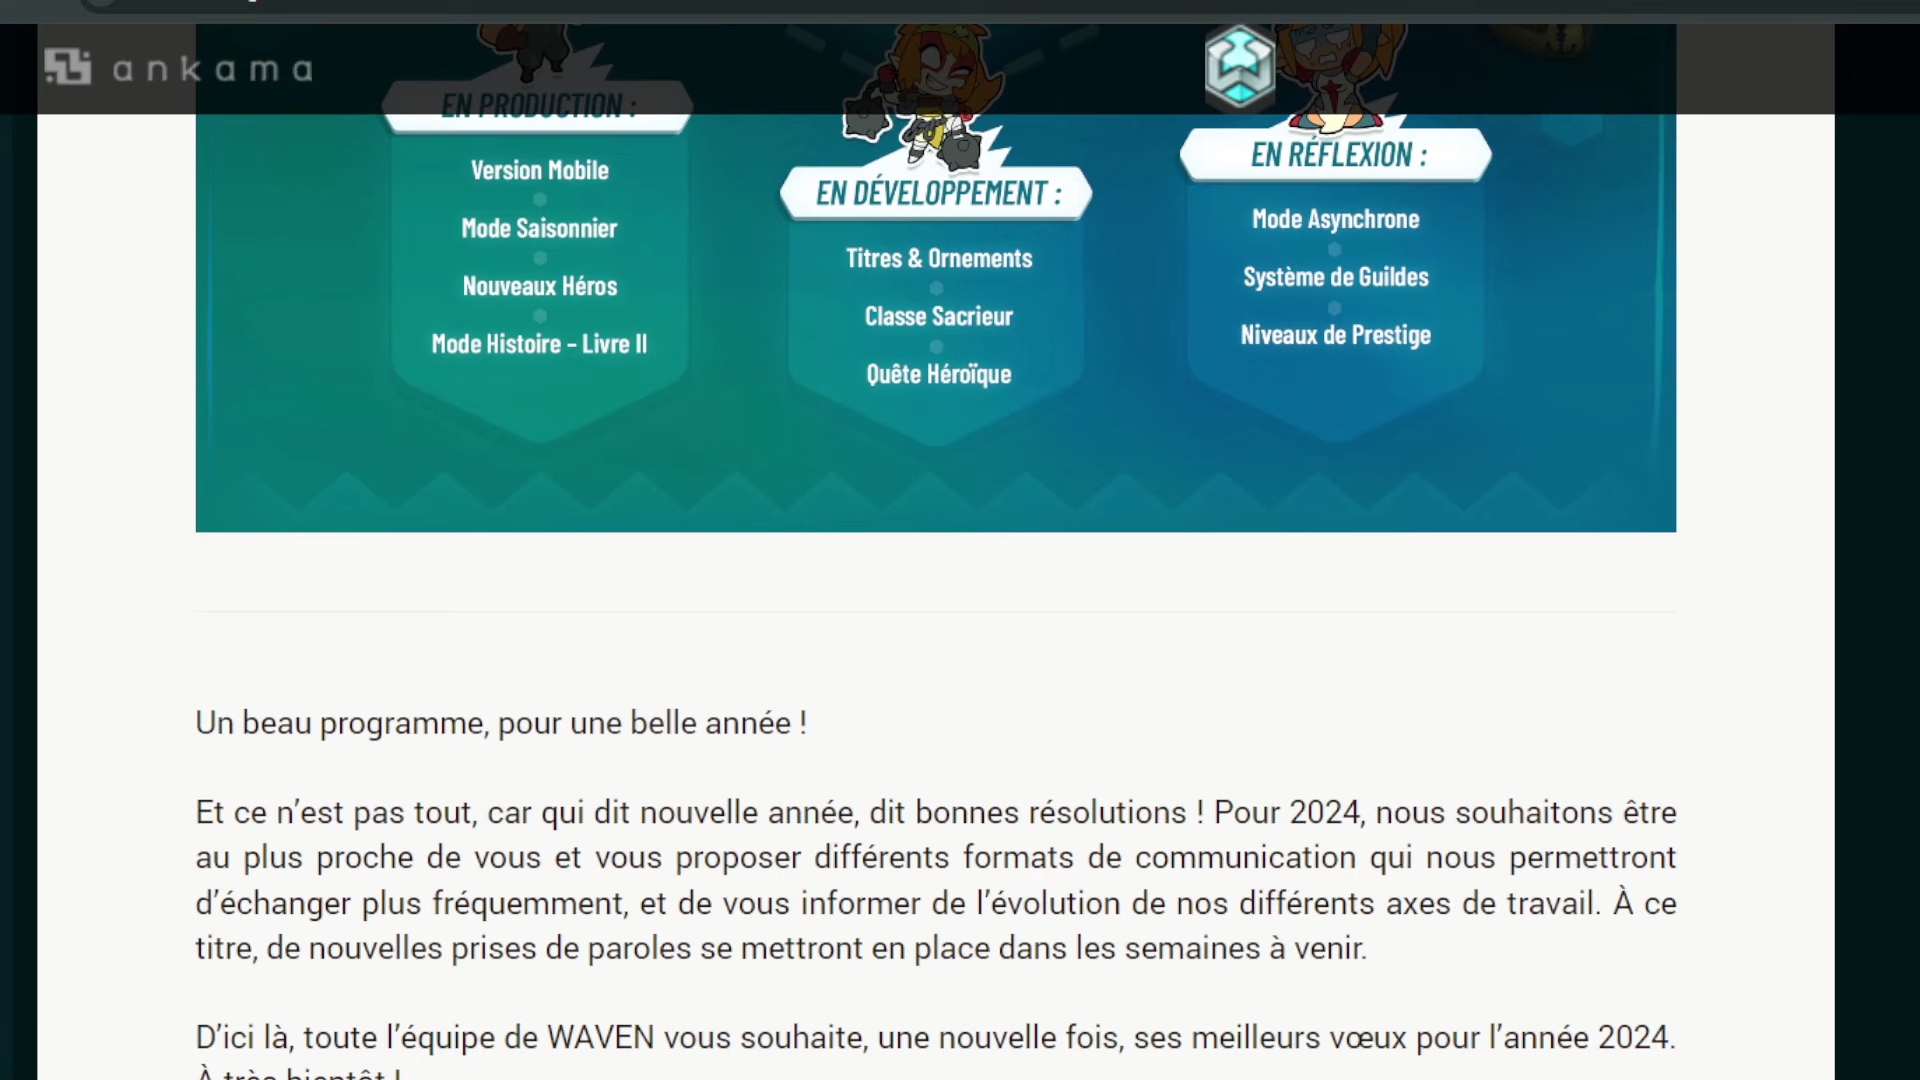 ankama
EN PRODUCTION :
Version Mobile
Mode Saisonnier
Nouveaux Héros
Mode Histoire – Livre II
EN DÉVELOPPEMENT :
Titres & Ornements
Classe Sacrieur
Quête Héroïque
EN RÉFLEXION :
Mode Asynchrone
Système de Guildes
Niveaux de Prestige
Un beau programme, pour une belle année !
Et ce n’est pas tout, car qui dit nouvelle année, dit bonnes résolutions ! Pour 2024, nous souhaitons être
au plus proche de vous et vous proposer différents formats de communication qui nous permettront
d’échanger plus fréquemment, et de vous informer de l’évolution de nos différents axes de travail. À ce
titre, de nouvelles prises de paroles se mettront en place dans les semaines à venir.
D’ici là, toute l’équipe de WAVEN vous souhaite, une nouvelle fois, ses meilleurs vœux pour l’année 2024.
À très bientôt !